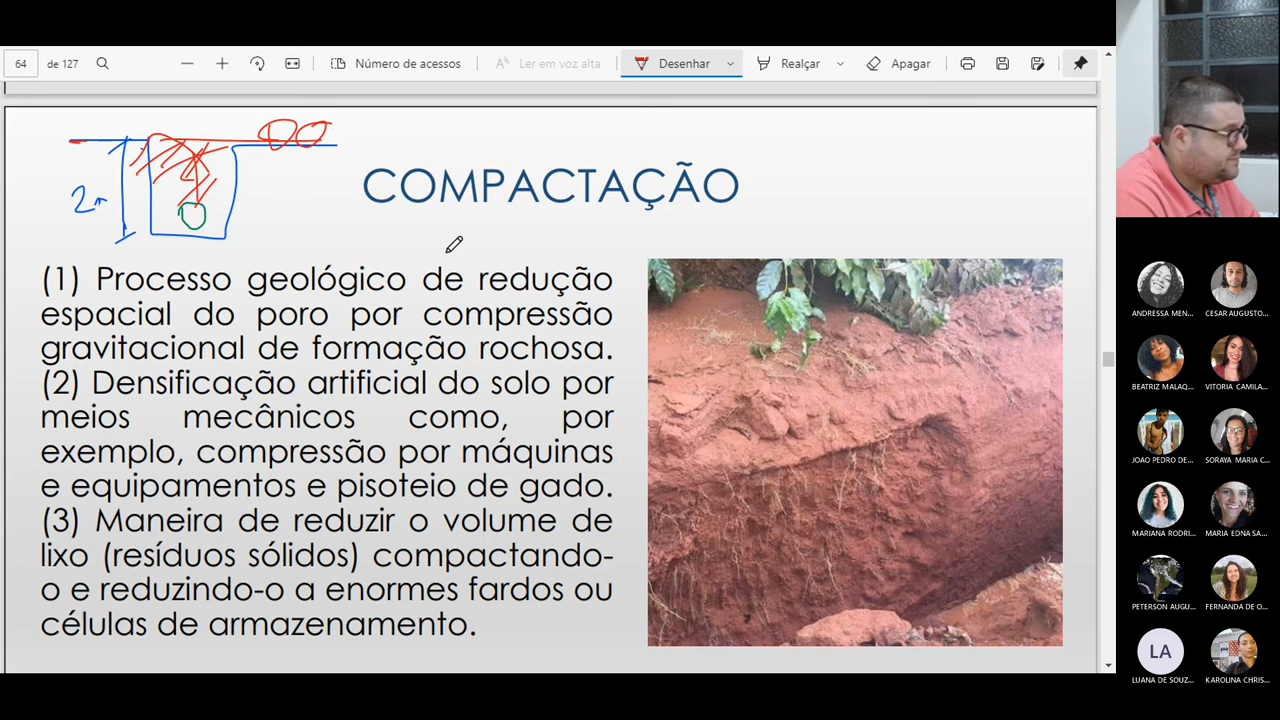 64 de 127
Número de acessos
Ler em voz alta
Desenhar
Realçar
Apagar
2m
COMPACTAÇÃO
(1) Processo geológico de redução
espacial do poro por compressão
gravitacional de formação rochosa.
(2) Densificação artificial do solo por
meios mecânicos como, por
exemplo, compressão por máquinas
e equipamentos e pisoteio de gado.
(3) Maneira de reduzir o volume de
lixo (resíduos sólidos) compactando-
o e reduzindo-o a enormes fardos ou
células de armazenamento.
ANDRESSA MEN...
CESAR AUGUSTO...
BEATRIZ MALAQ...
VITORIA CAMILA...
JOAO PEDRO DE...
SORAYA MARIA C...
MARIANA RODRI...
MARIA EDNA SA...
PETERSON AUGU...
FERNANDA DE O...
LA
LUANA DE SOUZ...
KAROLINA CHRIS...